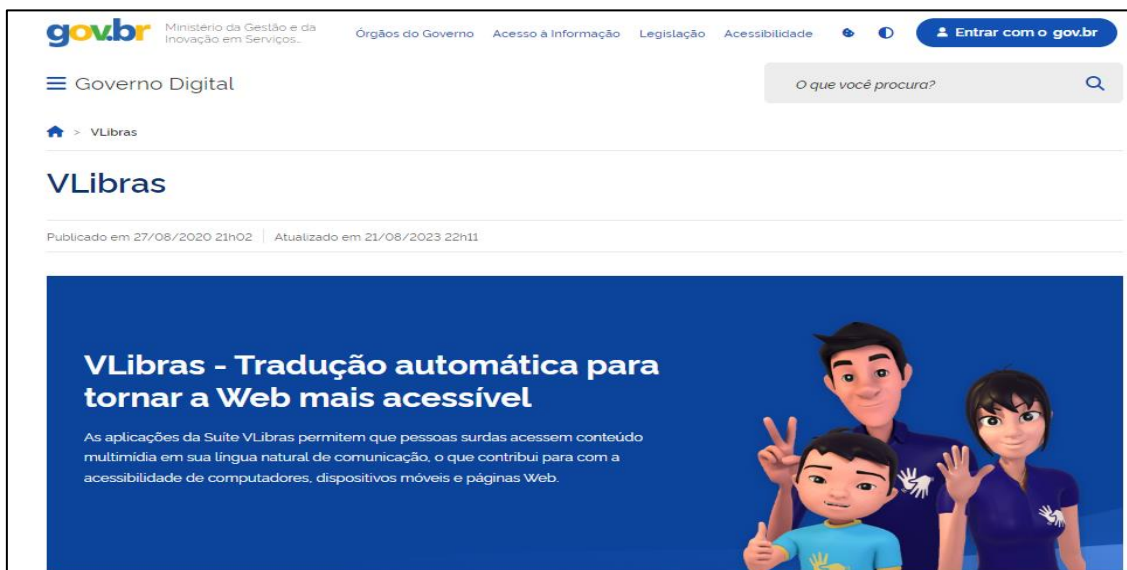 gov.br
Ministério da Gestão e da
Inovação em Serviços...
Órgãos do Governo Acesso à Informação Legislação Acessibilidade Entrar com o gov.br
Governo Digital O que você procura?
> VLibras
VLibras
Publicado em 27/08/2020 21h02 Atualizado em 21/08/2023 22h11
VLibras - Tradução automática para
tornar a Web mais acessível
As aplicações da Suíte VLibras permitem que pessoas surdas acessem conteúdo
multimídia em sua língua natural de comunicação, o que contribui para com a
acessibilidade de computadores, dispositivos móveis e páginas Web.